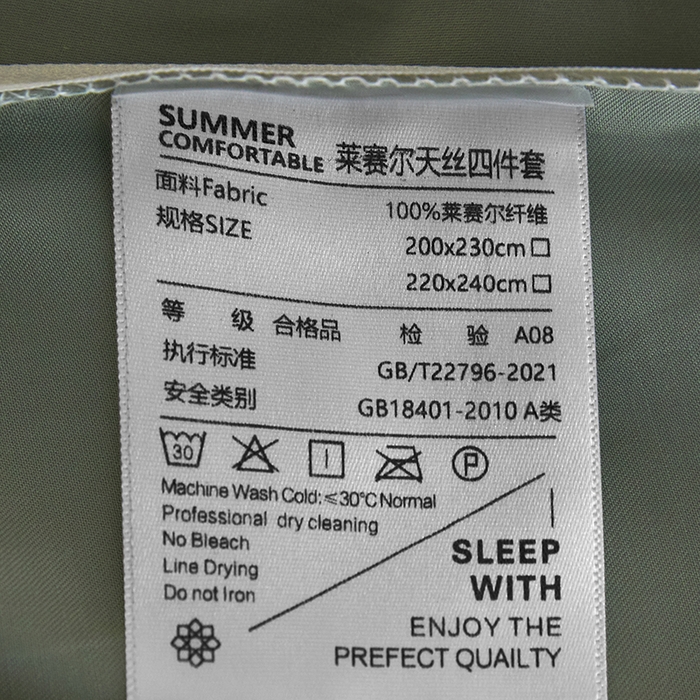 SUMMER
COMFORTABLE 莱赛尔天丝四件套
面料Fabric 100%莱赛尔纤维
规格SIZE 200x230cm□
220x240cm□
等 级 合格品 检 验 A08
执行标准 GB/T22796-2021
安全类别 GB18401-2010 A类
30 P
Machine Wash Cold:≤30℃ Normal
Professional dry cleaning
No Bleach
Line Drying
Do not Iron
SLEEP
WITH
ENJOY THE
PREFECT QUAILTY